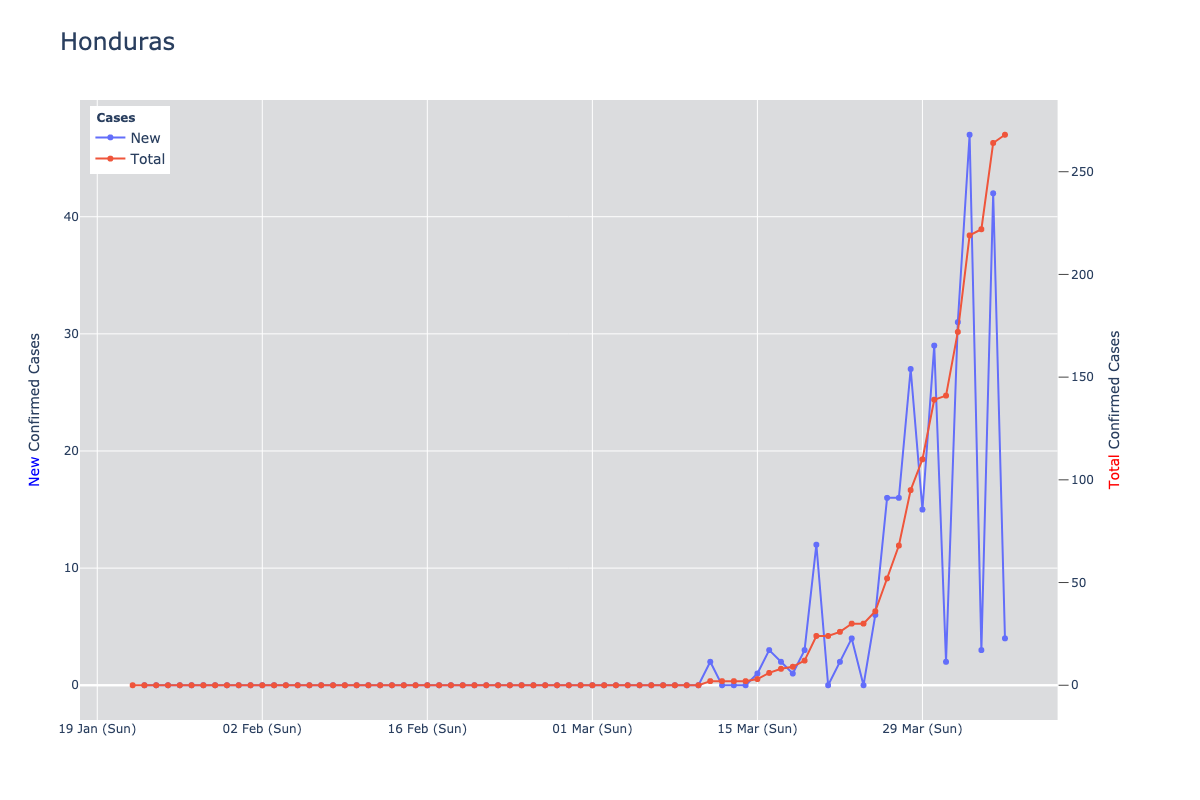 Honduras
Cases
New
Total
40
30
20
10
0
250
200
150
100
50
0
New Confirmed Cases
Total Confirmed Cases
19 Jan (Sun) 02 Feb (Sun) 16 Feb (Sun) 01 Mar (Sun) 15 Mar (Sun) 29 Mar (Sun)